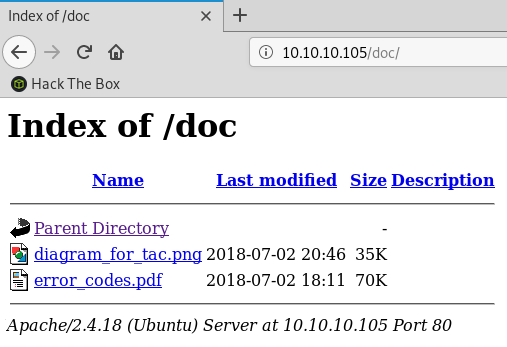 Index of /doc
10.10.10.105/doc/
Hack The Box
Index of /doc
Name Last modified Size Description
Parent Directory -
diagram_for_tac.png 2018-07-02 20:46 35K
error_codes.pdf 2018-07-02 18:11 70K
Apache/2.4.18 (Ubuntu) Server at 10.10.10.105 Port 80